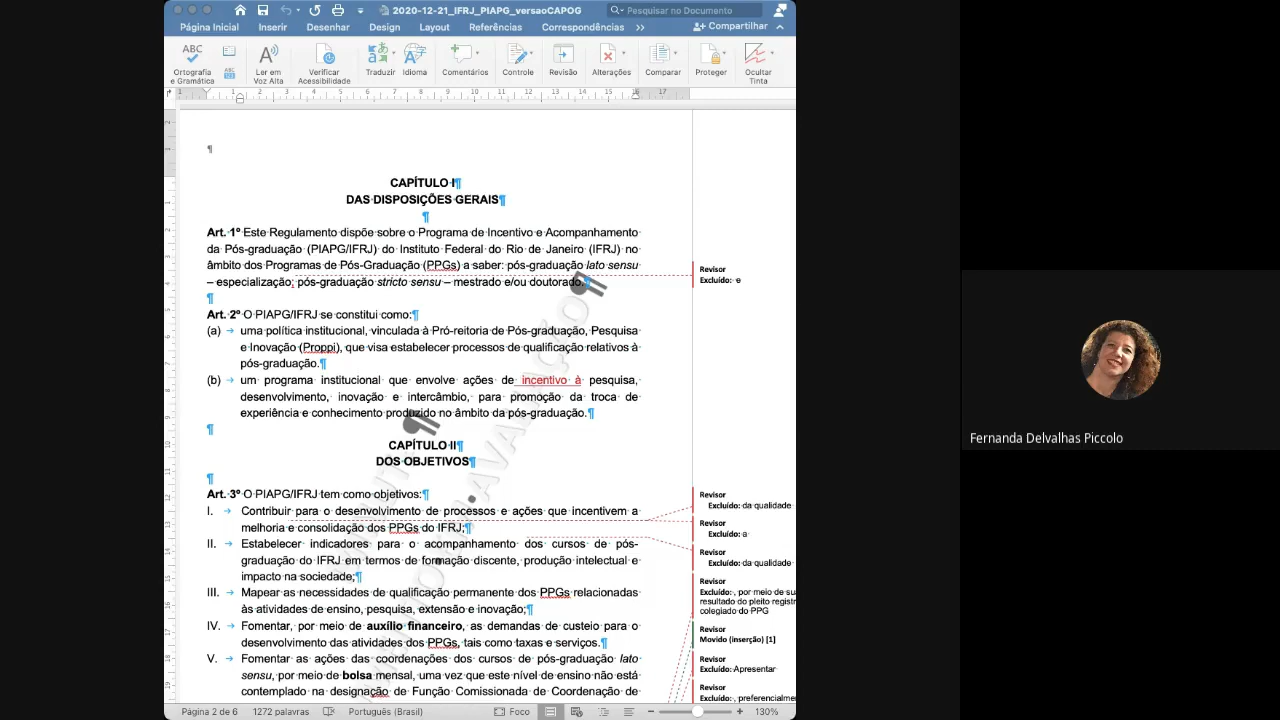 2020-12-21_IFRJ_PIAPG_versaoCAPOG
Pesquisar no Documento
Página Inicial Inserir Desenhar Design Layout Referências Correspondências >> Compartilhar
ABC
Ortografia e Gramática
Ler em Voz Alta
Verificar Acessibilidade
Traduzir
Idioma
Comentários
Controle
Revisão
Alterações
Comparar
Proteger
Ocultar Tinta
CAPÍTULO I
DAS DISPOSIÇÕES GERAIS
Art. 1º Este Regulamento dispõe sobre o Programa de Incentivo e Acompanhamento
da Pós-graduação (PIAPG/IFRJ) do Instituto Federal do Rio de Janeiro (IFRJ) no
âmbito dos Programas de Pós-Graduação (PPGs) a saber: pós-graduação lato sensu
– especialização; pós-graduação stricto sensu – mestrado e/ou doutorado.
Art. 2º O PIAPG/IFRJ se constitui como:
(a) uma política institucional, vinculada à Pró-reitoria de Pós-graduação, Pesquisa
e Inovação (Proppi), que visa estabelecer processos de qualificação relativos à
pós-graduação.
(b) um programa institucional que envolve ações de incentivo à pesquisa,
desenvolvimento, inovação e intercâmbio, para promoção da troca de
experiência e conhecimento produzido no âmbito da pós-graduação.
CAPÍTULO II
DOS OBJETIVOS
Art. 3º O PIAPG/IFRJ tem como objetivos:
I. Contribuir para o desenvolvimento de processos e ações que incentivem a
melhoria e consolidação dos PPGs do IFRJ;
II. Estabelecer indicadores para o acompanhamento dos cursos de pós-
graduação do IFRJ em termos de formação discente, produção intelectual e
impacto na sociedade;
III. Mapear as necessidades de qualificação permanente dos PPGs relacionadas
às atividades de ensino, pesquisa, extensão e inovação;
IV. Fomentar, por meio de auxílio financeiro, as demandas de custeio para o
desenvolvimento das atividades dos PPGs, tais como taxas e serviços.
V. Fomentar as ações das coordenações dos cursos de pós-graduação lato
sensu, por meio de bolsa mensal, uma vez que este nível de ensino não está
contemplado na designação de Função Comissionada de Coordenação de
Revisor
Excluído: e
Revisor
Excluído: da qualidade
Revisor
Excluído: a
Revisor
Excluído: da qualidade
Revisor
Excluído: , por meio de su
resultado do pleito registr
colegiado do PPG
Revisor
Movido (inserção) [1]
Revisor
Excluído: Apresentar
Revisor
Excluído: , preferencialme
Página 2 de 6 1272 palavras Português (Brasil) Foco 130%
Fernanda Delvalhas Piccolo